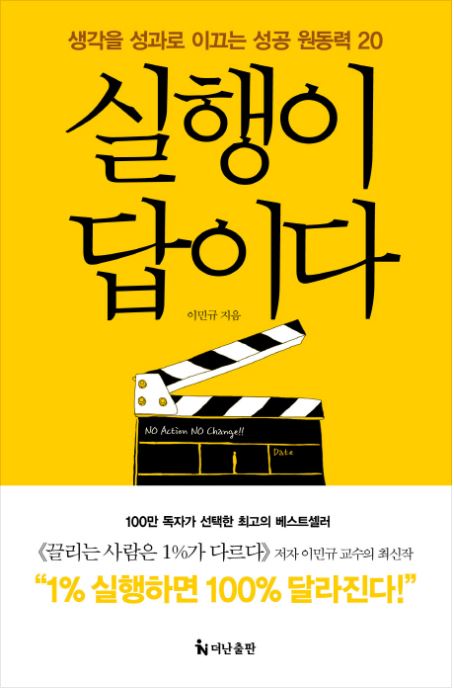 생각을 성과로 이끄는 성공 원동력 20
실행이
답이다
이민규 지음
NO Action NO Change!!
Date
100만 독자가 선택한 최고의 베스트셀러
《끌리는 사람은 1%가 다르다》 저자 이민규 교수의 최신작
“1% 실행하면 100% 달라진다!”
더난출판